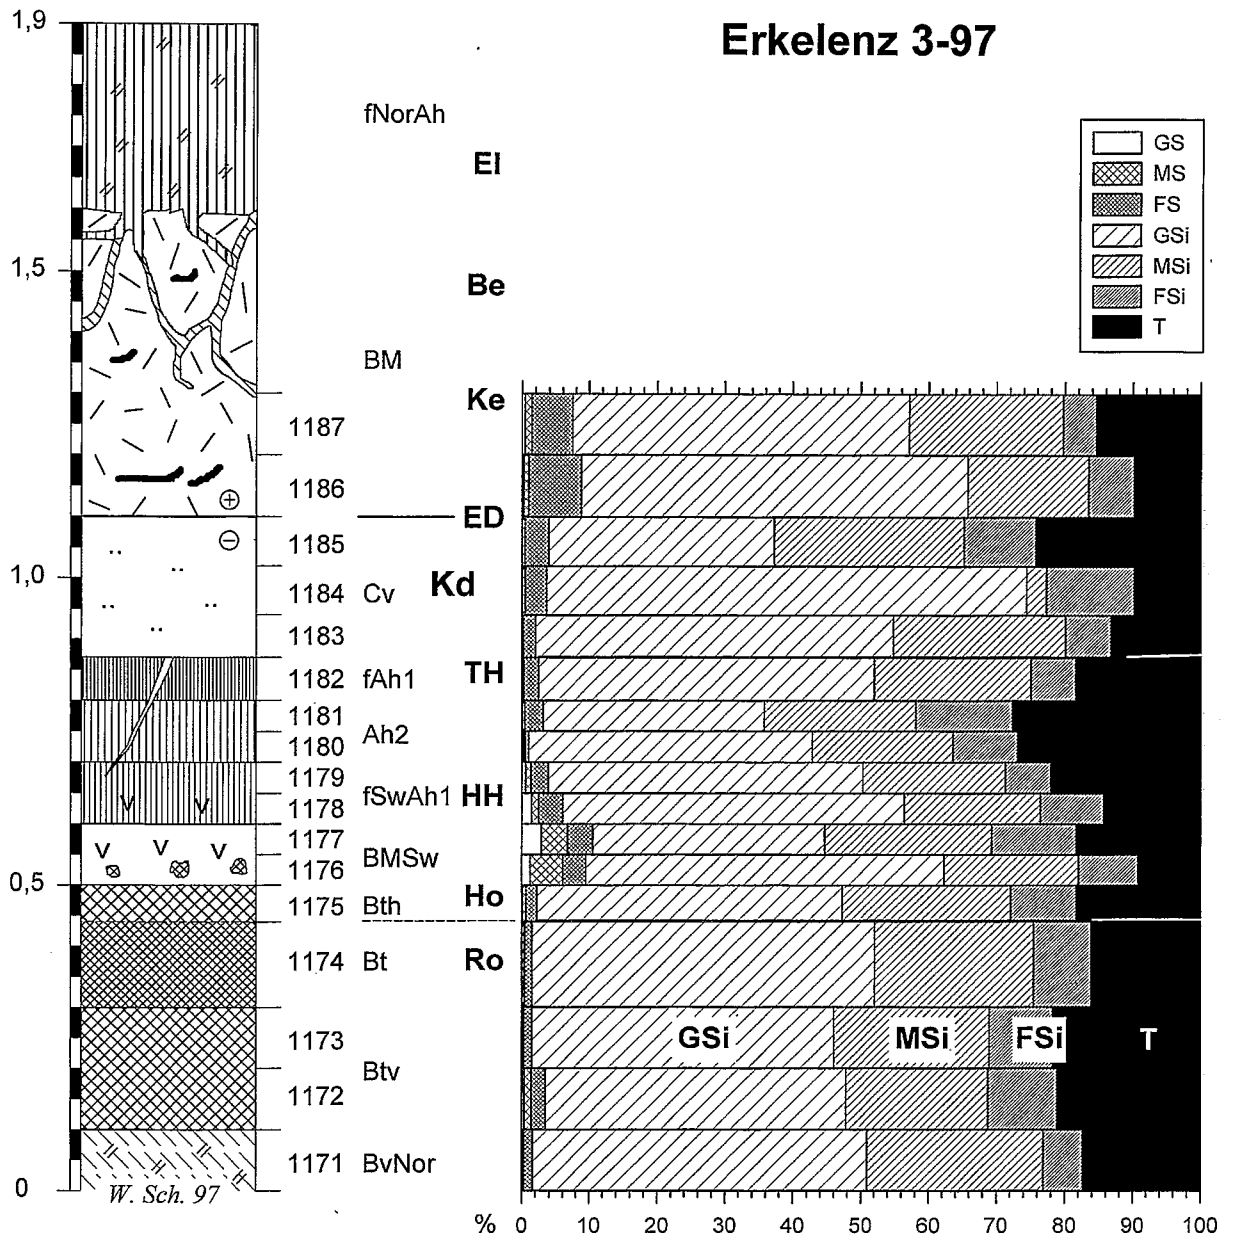 Erkelenz 3-97
1,9
1,5
1,0
0,5
0
fNorAh
EI
Be
BM
Ke
1187
1186
ED
1185
1184 Cv Kd
1183
1182 fAh1 TH
1181
Ah2
1180
1179
fSwAh1 HH
1178
1177
BMSw
1176
1175 Bth Ho
1174 Bt Ro
1173
Btv
1172
1171 BvNor
W. Sch. 97
GS
MS
FS
GSi
MSi
FSi
T
GSi MSi FSi T
% 0 10 20 30 40 50 60 70 80 90 100